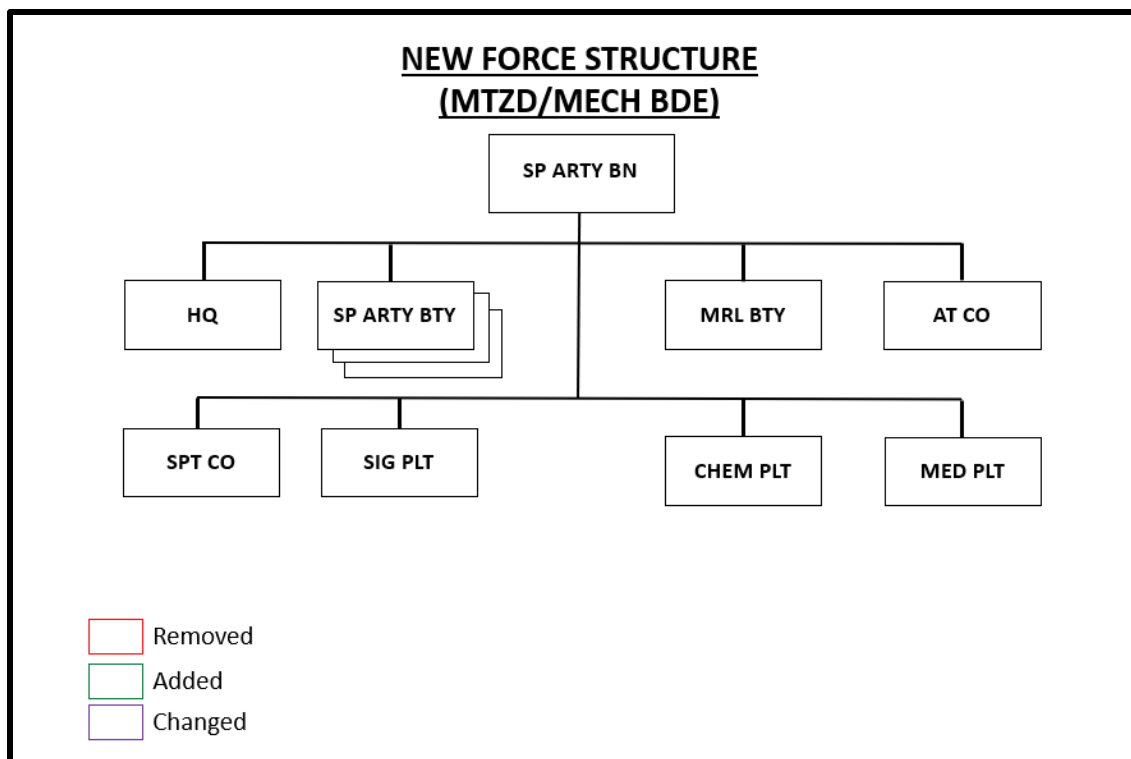 NEW FORCE STRUCTURE
(MTZD/MECH BDE)
SP ARTY BN
HQ
SP ARTY BTY
MRL BTY
AT CO
SPT CO
SIG PLT
CHEM PLT
MED PLT
Removed
Added
Changed